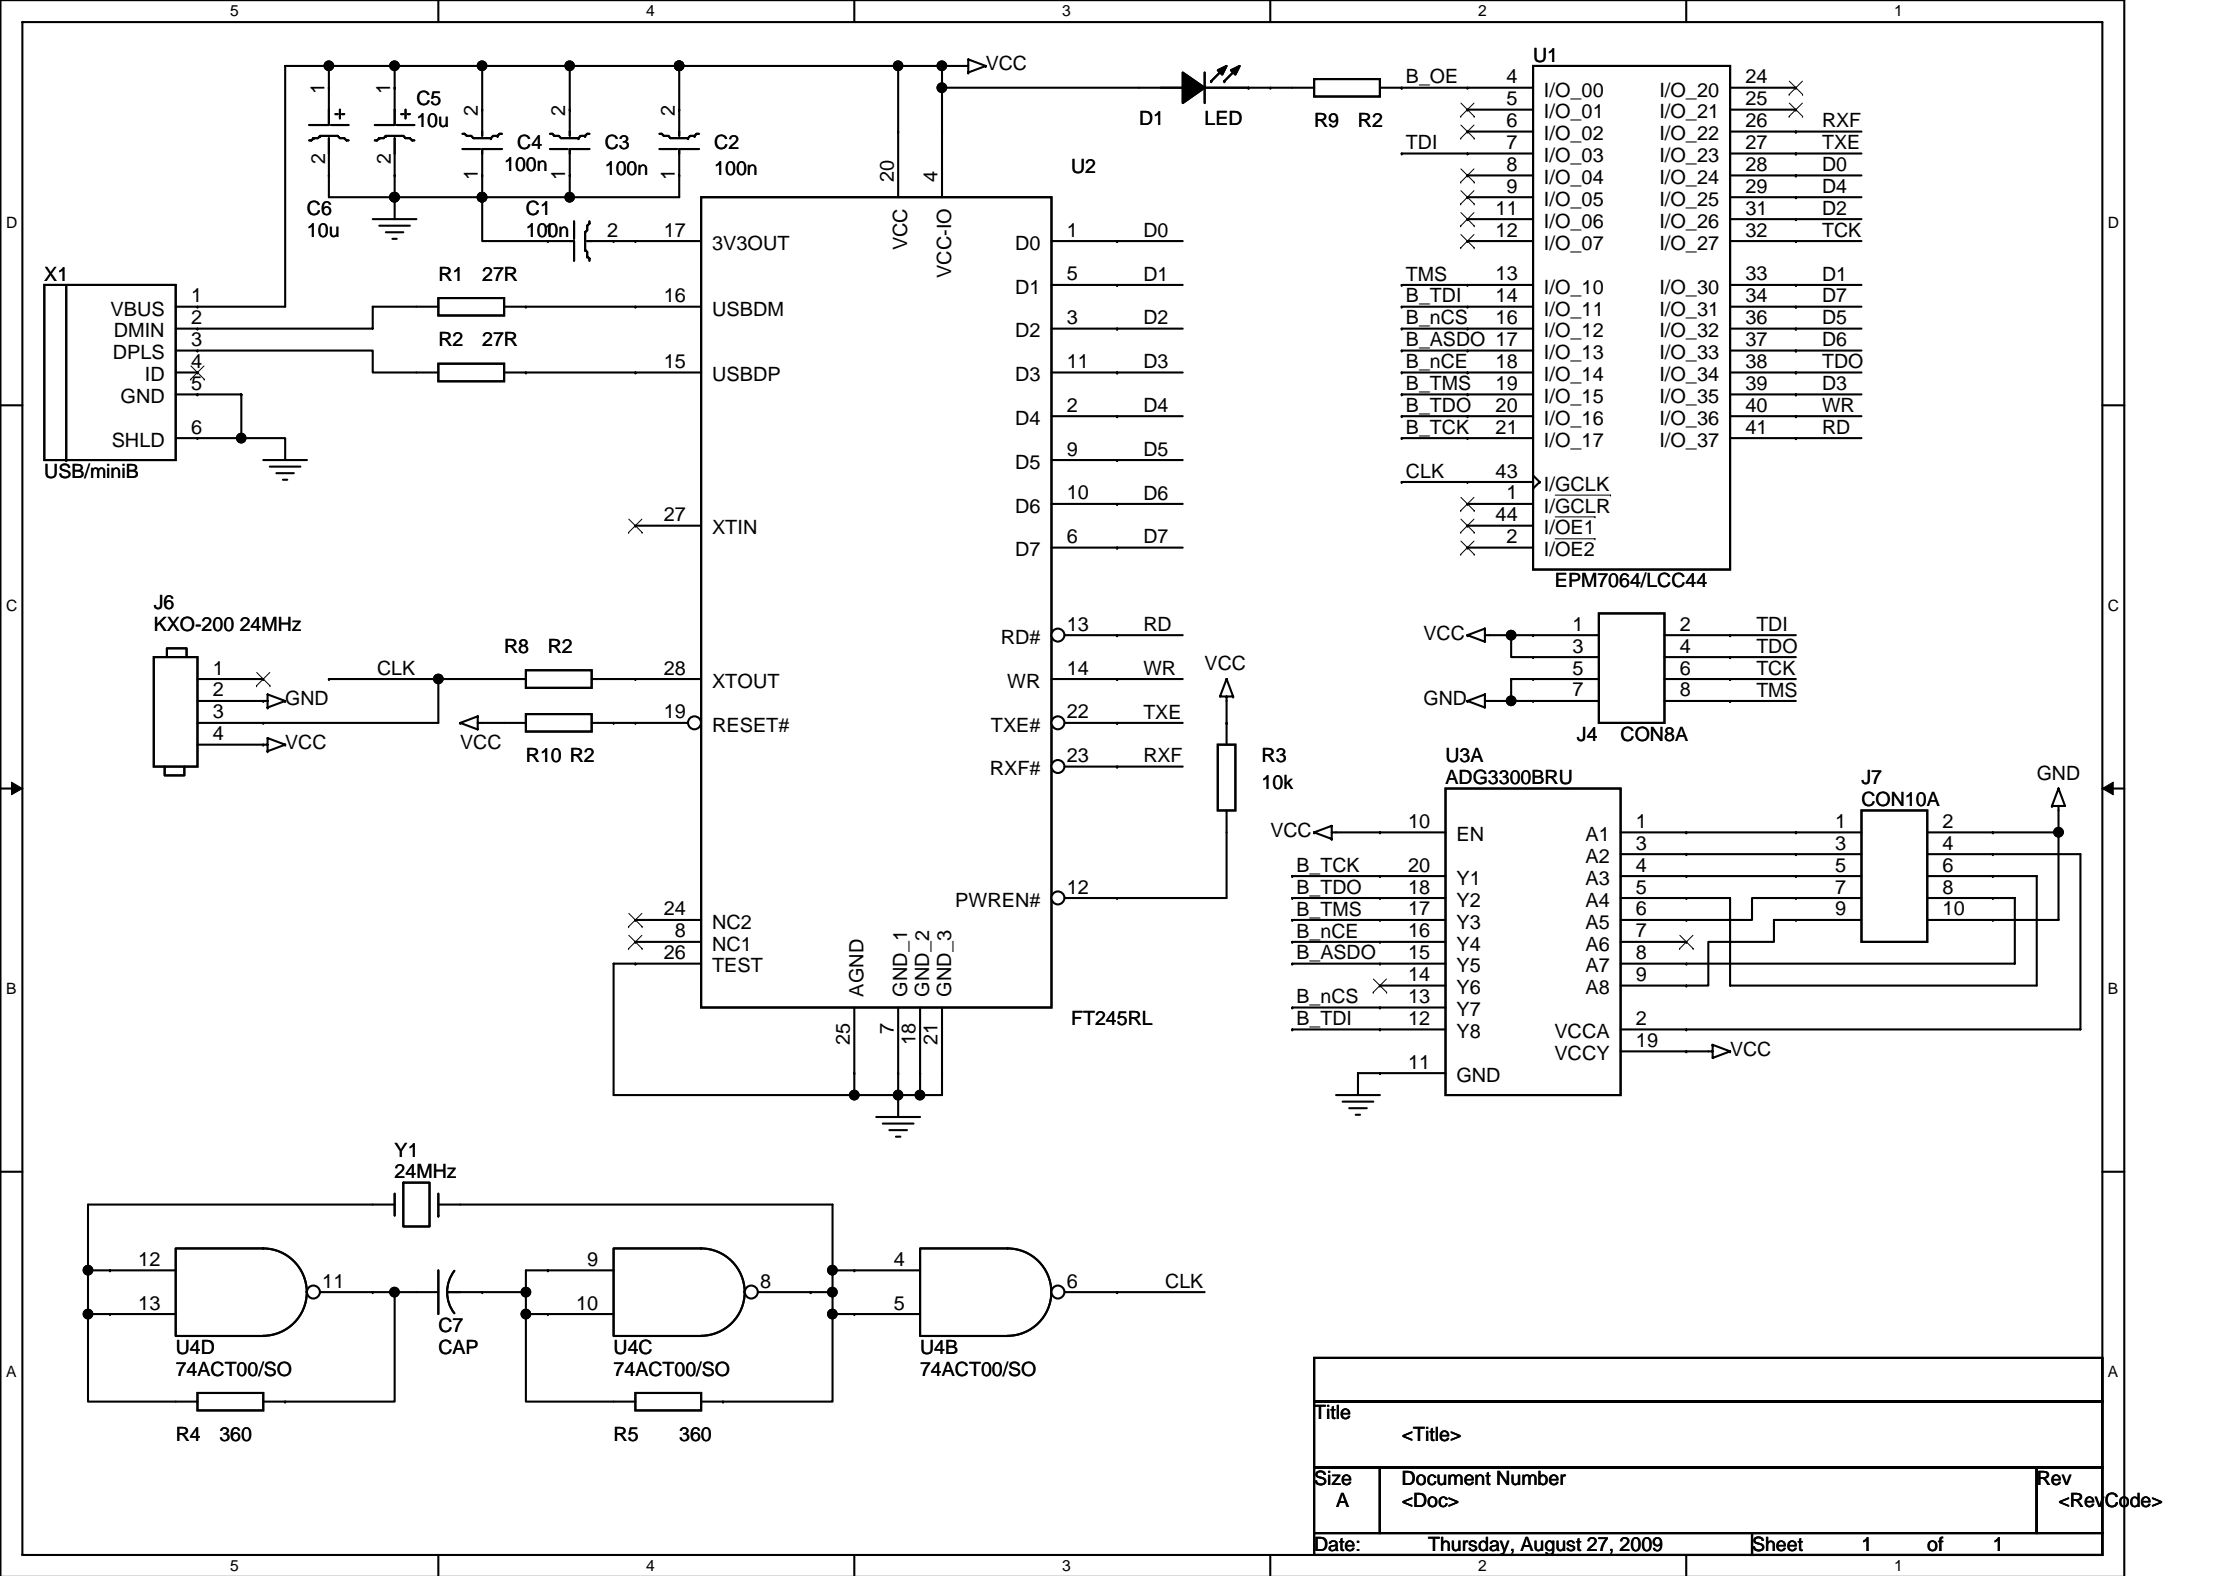 5 4 3 2 1
D D
C C
B B
A A
VCC
1 2 + C6 10u
1 2 + C5 10u
2 1 C4 100n
2 1 C3 100n
2 1 C2 100n
C1 100n 2
X1
VBUS 1
DMIN 2
DPLS 3
ID 4
GND 5
SHLD 6
USB/miniB
R1 27R
R2 27R
U2
20 VCC
4 VCC-IO
17 3V3OUT
16 USBDM
15 USBDP
27 XTIN
28 XTOUT
19 RESET#
24 NC2
8 NC1
26 TEST
D0 1 D0
D1 5 D1
D2 3 D2
D3 11 D3
D4 2 D4
D5 9 D5
D6 10 D6
D7 6 D7
RD# 13 RD
WR 14 WR
TXE# 22 TXE
RXF# 23 RXF
PWREN# 12
AGND 25
GND_1 7
GND_2 18
GND_3 21
FT245RL
VCC
R3
10k
J6
KXO-200 24MHz
1
2 GND
3
4 VCC
CLK
R8 R2
VCC
R10 R2
D1 LED
R9 R2
U1
B_OE 4 I/O_00
5 I/O_01
6 I/O_02
TDI 7 I/O_03
8 I/O_04
9 I/O_05
11 I/O_06
12 I/O_07
TMS 13 I/O_10
B_TDI 14 I/O_11
B_nCS 16 I/O_12
B_ASDO 17 I/O_13
B_nCE 18 I/O_14
B_TMS 19 I/O_15
B_TDO 20 I/O_16
B_TCK 21 I/O_17
CLK 43 I/GCLK
1 I/GCLR
44 I/OE1
2 I/OE2
I/O_20 24
I/O_21 25
I/O_22 26 RXF
I/O_23 27 TXE
I/O_24 28 D0
I/O_25 29 D4
I/O_26 31 D2
I/O_27 32 TCK
I/O_30 33 D1
I/O_31 34 D7
I/O_32 36 D5
I/O_33 37 D6
I/O_34 38 TDO
I/O_35 39 D3
I/O_36 40 WR
I/O_37 41 RD
EPM7064/LCC44
VCC 1 2 TDI
3 4 TDO
5 6 TCK
GND 7 8 TMS
J4 CON8A
U3A
ADG3300BRU
VCC 10 EN
B_TCK 20 Y1
B_TDO 18 Y2
B_TMS 17 Y3
B_nCE 16 Y4
B_ASDO 15 Y5
14 Y6
B_nCS 13 Y7
B_TDI 12 Y8
11 GND
A1 1
A2 3
A3 4
A4 5
A5 6
A6 7
A7 8
A8 9
VCCA 2
VCCY 19 VCC
J7
CON10A
GND
1 2
3 4
5 6
7 8
9 10
Y1
24MHz
12
13
11
U4D
74ACT00/SO
R4 360
C7
CAP
9
10
8
U4C
74ACT00/SO
R5 360
4
5
6 CLK
U4B
74ACT00/SO
Title
<Title>
Size Document Number Rev
A <Doc> <RevCode>
Date: Thursday, August 27, 2009 Sheet 1 of 1
5 4 3 2 1